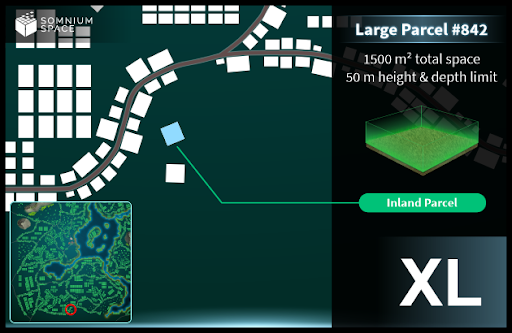 SOMNIUM
SPACE
Large Parcel #842
1500 m² total space
50 m height & depth limit
Inland Parcel
XL